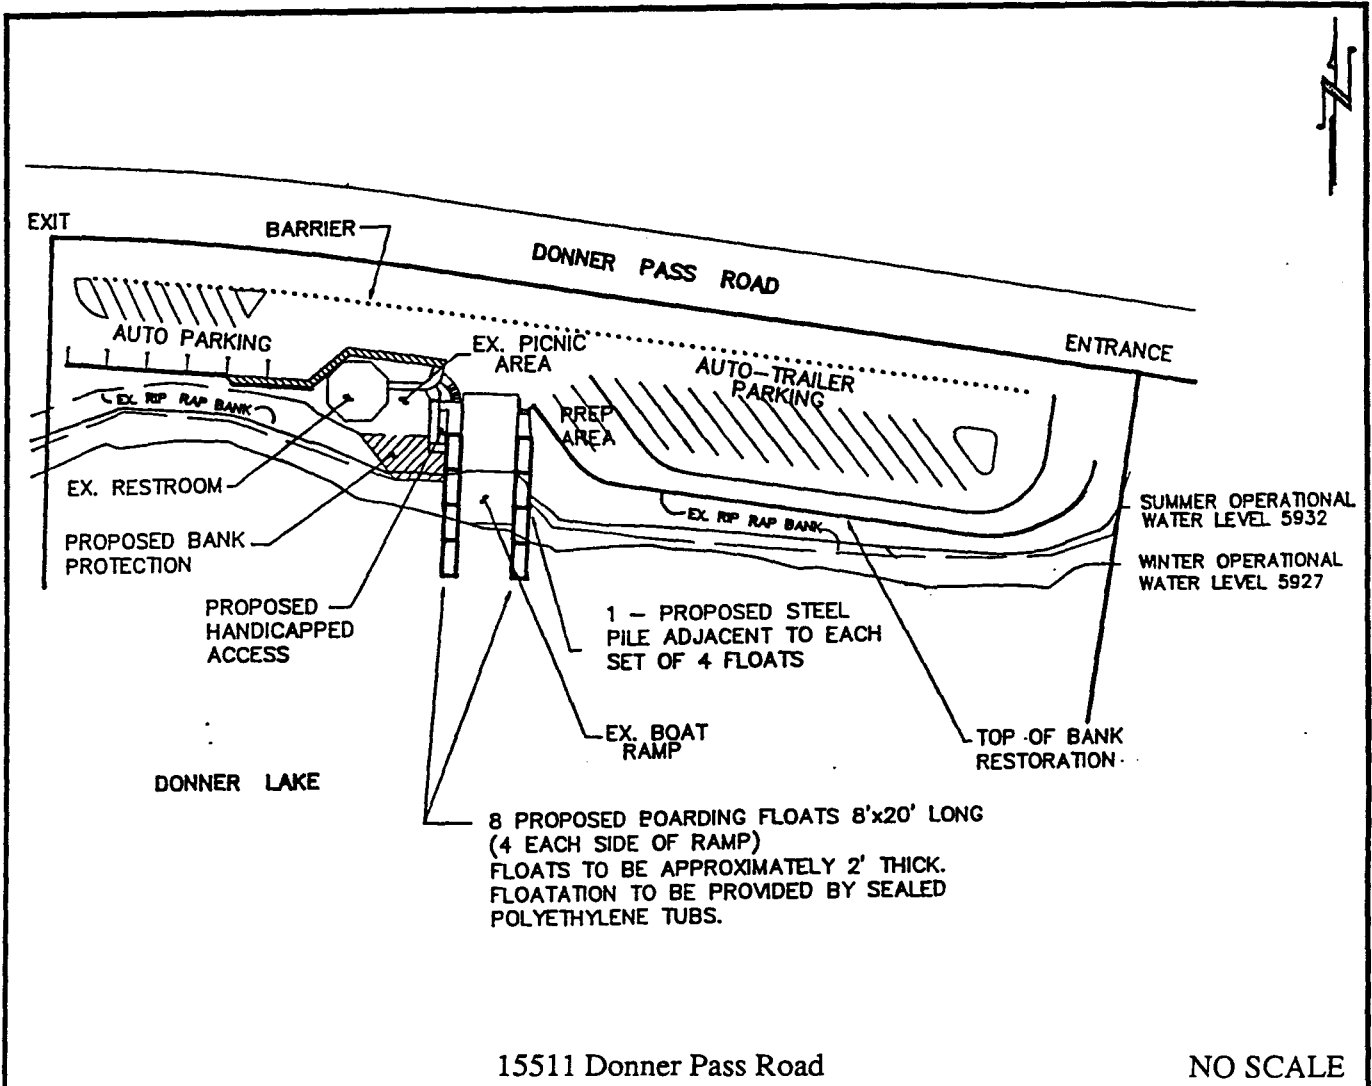 EXIT
BARRIER
DONNER PASS ROAD
AUTO PARKING
EX. PICNIC
AREA
AUTO-TRAILER
PARKING
ENTRANCE
EX. RIP RAP BANK
PREP
AREA
EX. RESTROOM
EX. RIP RAP BANK
SUMMER OPERATIONAL
WATER LEVEL 5932
PROPOSED BANK
PROTECTION
WINTER OPERATIONAL
WATER LEVEL 5927
PROPOSED
HANDICAPPED
ACCESS
1 - PROPOSED STEEL
PILE ADJACENT TO EACH
SET OF 4 FLOATS
EX. BOAT
RAMP
TOP OF BANK
RESTORATION
DONNER LAKE
8 PROPOSED BOARDING FLOATS 8'x20' LONG
(4 EACH SIDE OF RAMP)
FLOATS TO BE APPROXIMATELY 2' THICK.
FLOATATION TO BE PROVIDED BY SEALED
POLYETHYLENE TUBS.
15511 Donner Pass Road
NO SCALE